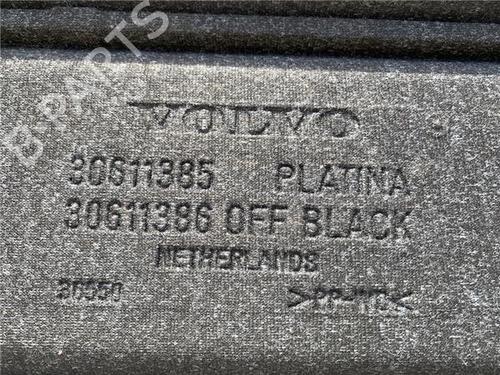 B-PARTS
VOLVO
30611385 PLATINA
30611386 OFF BLACK
NETHERLANDS